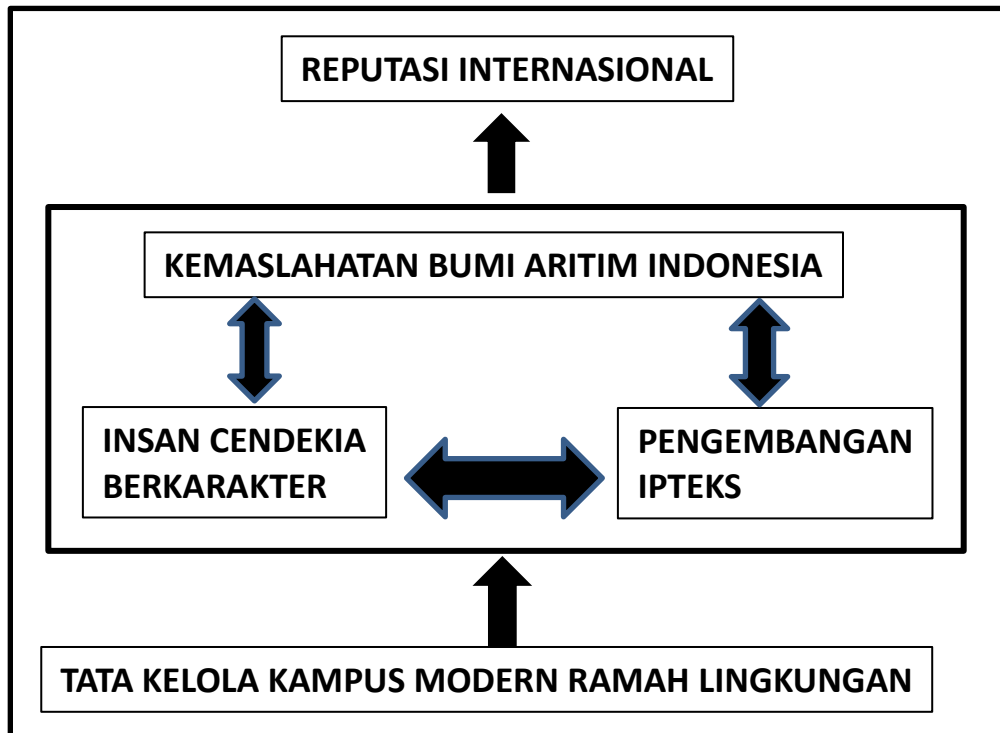 REPUTASI INTERNASIONAL
KEMASLAHATAN BUMI ARITIM INDONESIA
INSAN CENDEKIA
BERKARAKTER
PENGEMBANGAN
IPTEKS
TATA KELOLA KAMPUS MODERN RAMAH LINGKUNGAN